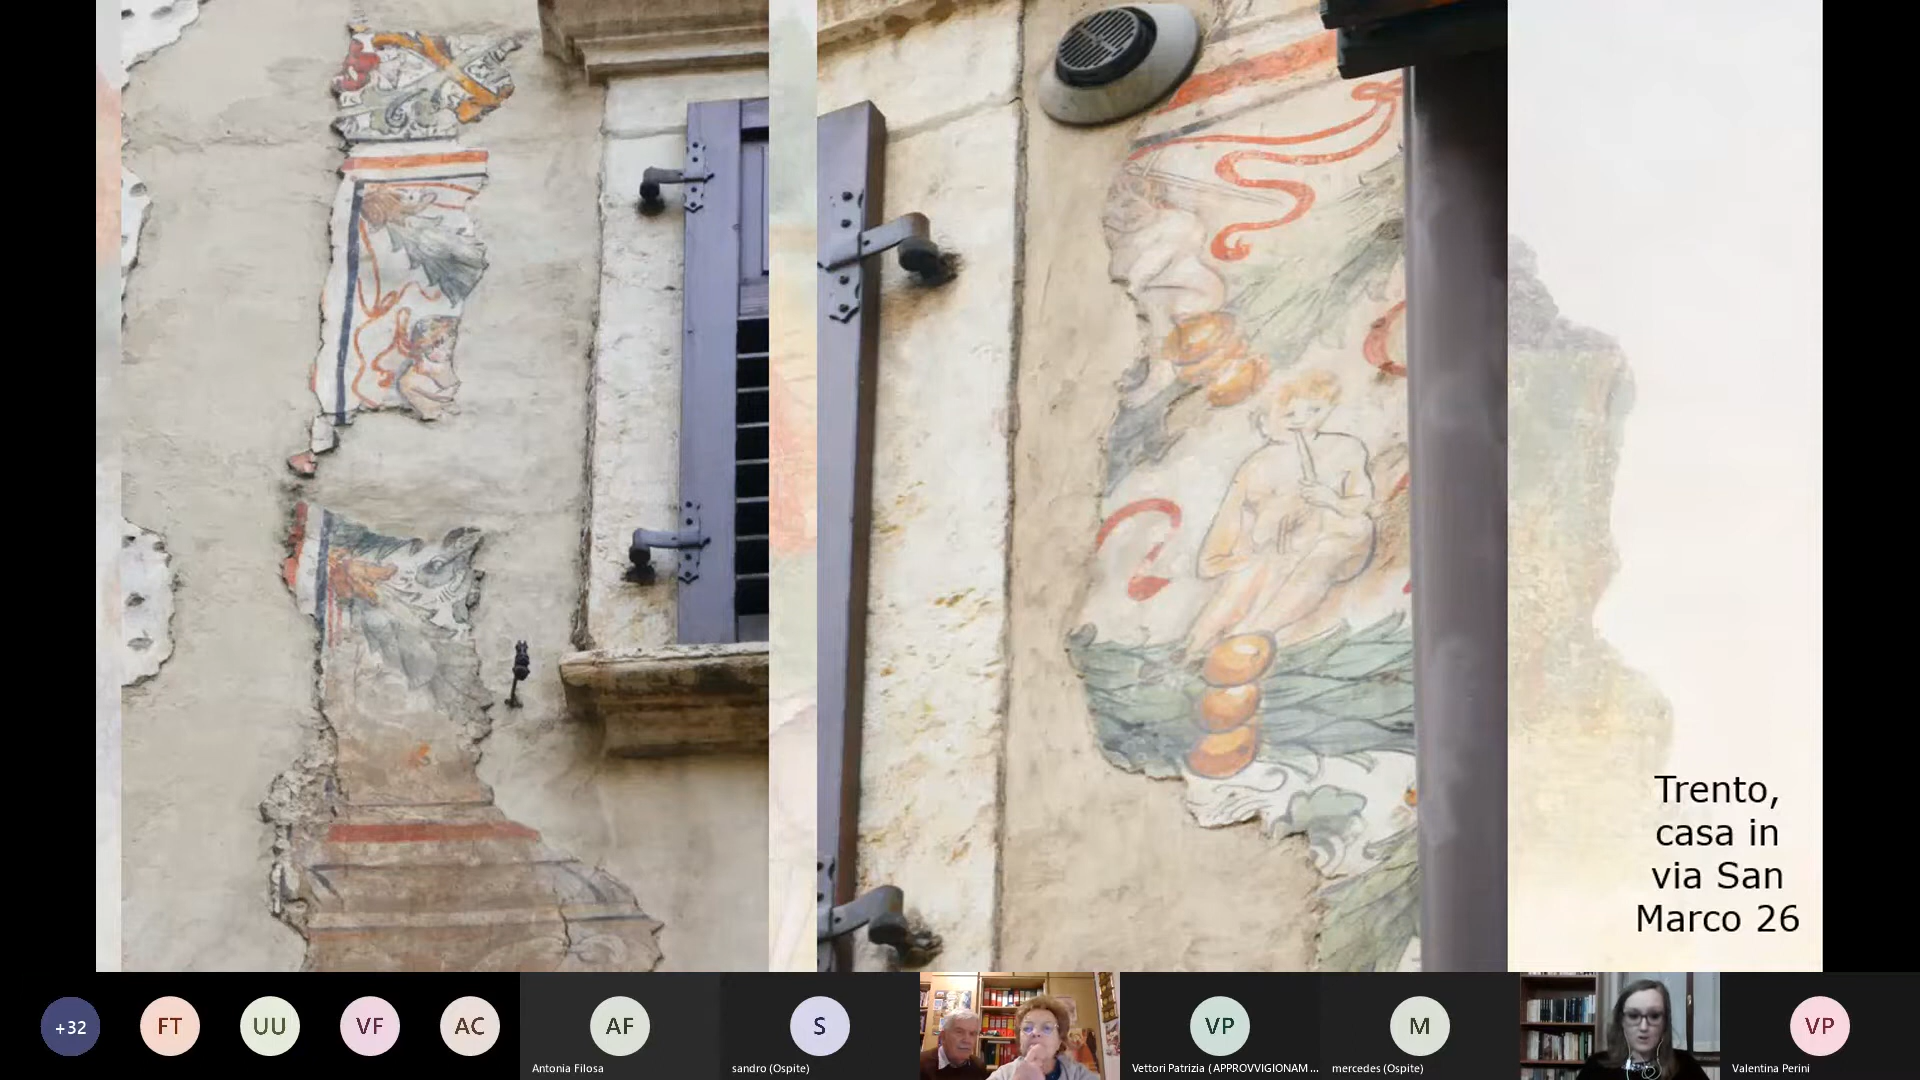 Trento,
casa in
via San
Marco 26
+32
FT
UU
VF
AC
AF
Antonia Filosa
S
sandro (Ospite)
VP
Vettori Patrizia ( APPROVVIGIONAM ...
M
mercedes (Ospite)
VP
Valentina Perini